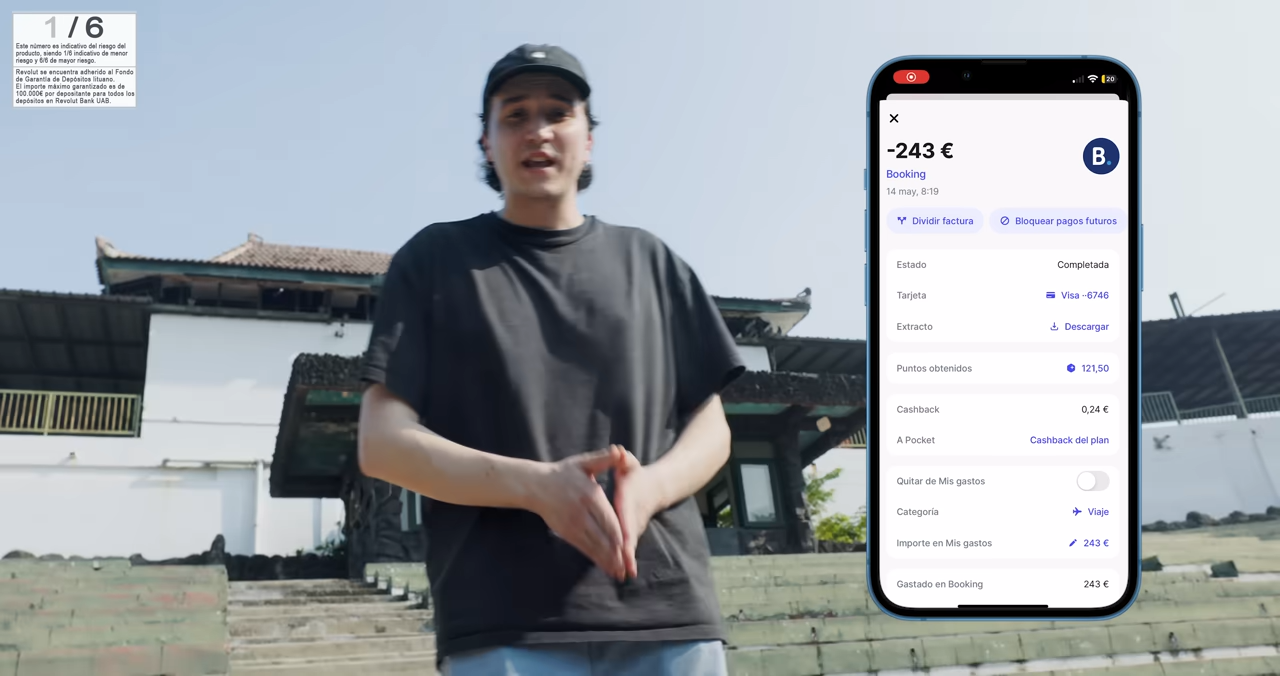 1/6
Este número es indicativo del riesgo del
producto, siendo 1/6 indicativo de menor
riesgo y 6/6 de mayor riesgo.
Revolut se encuentra adherido al Fondo
de Garantía de Depósitos lituano.
El importe máximo garantizado es de
100.000€ por depositante para todos los
depósitos en Revolut Bank UAB.
20
-243 €
B.
Booking
14 may, 8:19
Dividir factura
Bloquear pagos futuros
Estado Completada
Tarjeta Visa ··6746
Extracto Descargar
Puntos obtenidos 121,50
Cashback 0,24 €
A Pocket Cashback del plan
Quitar de Mis gastos
Categoría Viaje
Importe en Mis gastos 243 €
Gastado en Booking 243 €